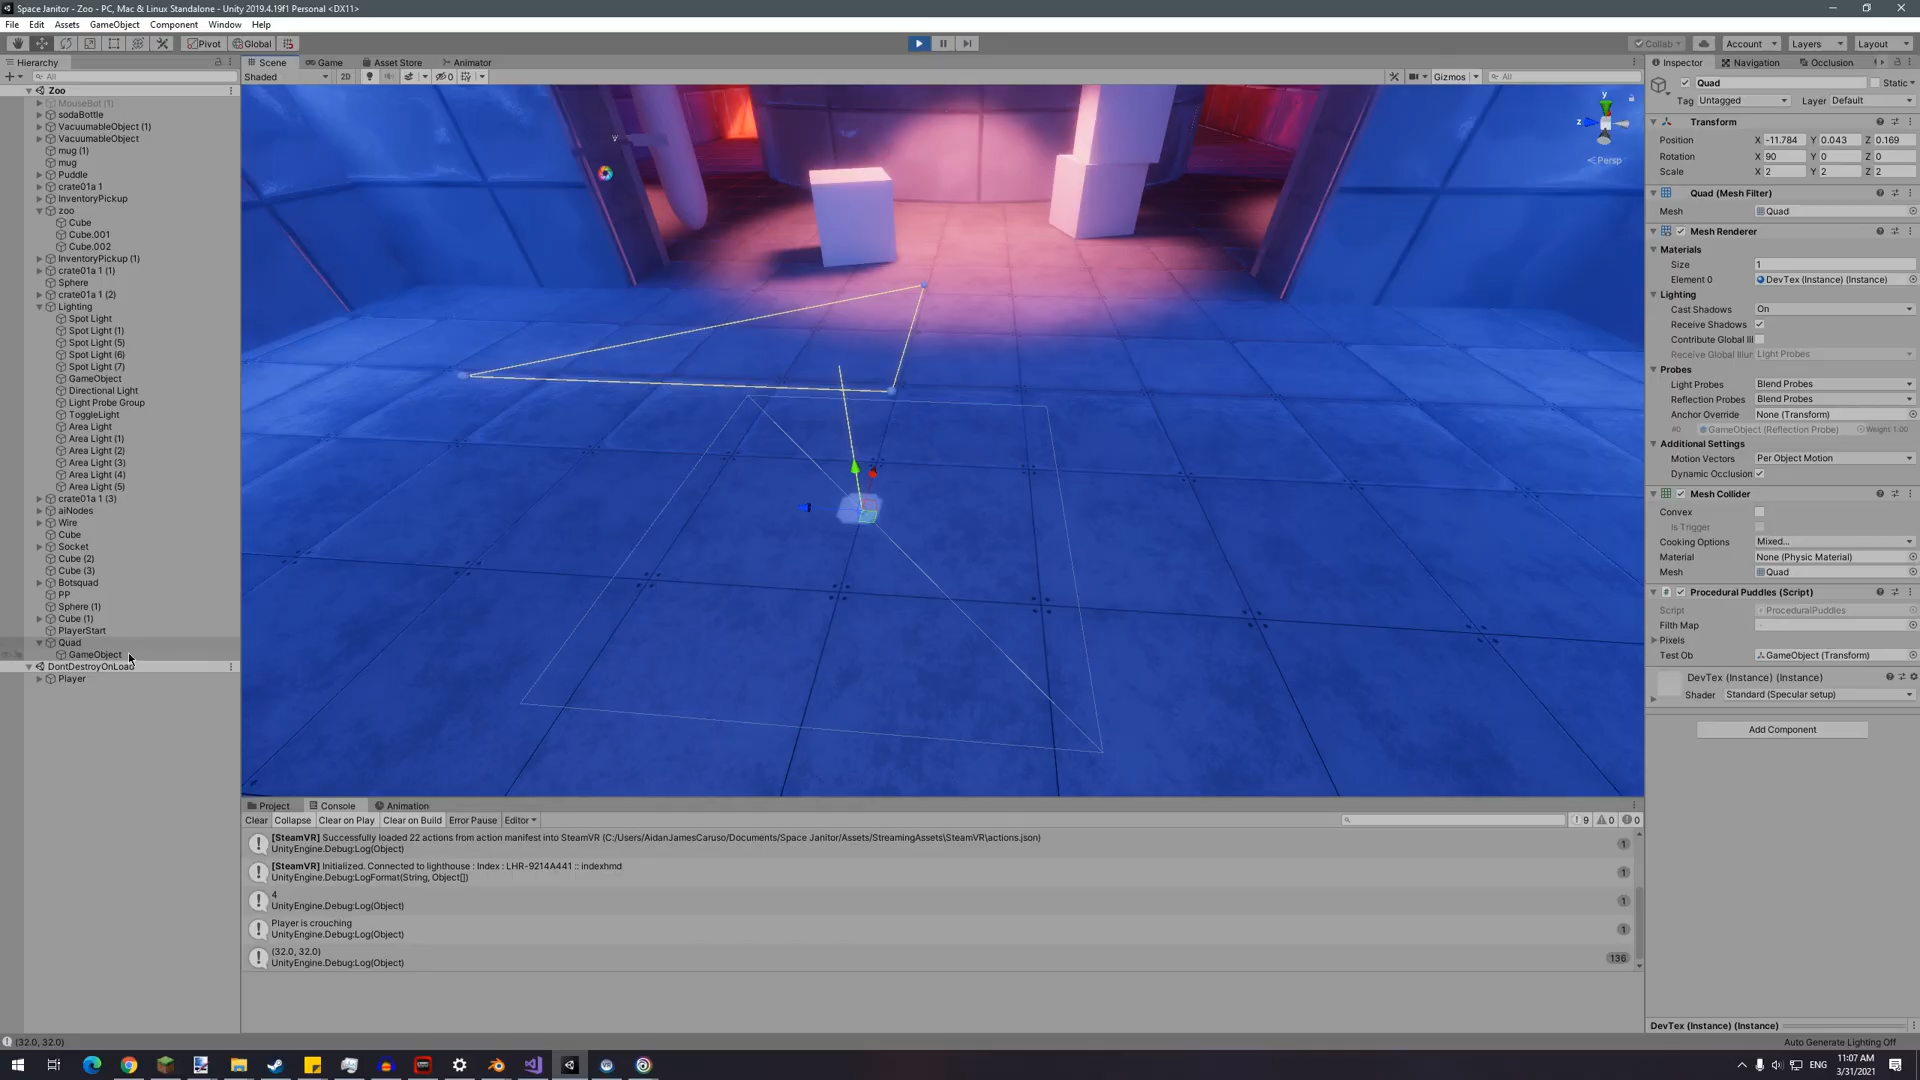 Space Janitor - Zoo - PC, Mac & Linux Standalone - Unity 2019.4.19f1 Personal <DX11>
File Edit Assets GameObject Component Window Help
Pivot Global
Collab Account Layers Layout
Hierarchy
All
Zoo
MouseBot (1)
sodaBottle
VacuumableObject (1)
VacuumableObject
mug (1)
mug
Puddle
crate01a 1
InventoryPickup
zoo
Cube
Cube.001
Cube.002
InventoryPickup (1)
crate01a 1 (1)
Sphere
crate01a 1 (2)
Lighting
Spot Light
Spot Light (1)
Spot Light (5)
Spot Light (6)
Spot Light (7)
GameObject
Directional Light
Light Probe Group
ToggleLight
Area Light
Area Light (1)
Area Light (2)
Area Light (3)
Area Light (4)
Area Light (5)
crate01a 1 (3)
aiNodes
Wire
Cube
Socket
Cube (2)
Cube (3)
Botsquad
PP
Sphere (1)
Cube (1)
PlayerStart
Quad
GameObject
DontDestroyOnLoad
Player
Scene Game Asset Store Animator
Shaded 2D 0 Gizmos All
y
z
Persp
Project Console Animation
Clear Collapse Clear on Play Clear on Build Error Pause Editor
9 0 0
[SteamVR] Successfully loaded 22 actions from action manifest into SteamVR (C:/Users/AidanJamesCaruso/Documents/Space Janitor/Assets/StreamingAssets\SteamVR\actions.json)
UnityEngine.Debug:Log(Object)
1
[SteamVR] Initialized. Connected to lighthouse : Index : LHR-9214A441 :: indexhmd
UnityEngine.Debug:LogFormat(String, Object[])
1
4
UnityEngine.Debug:Log(Object)
1
Player is crouching
UnityEngine.Debug:Log(Object)
1
(32.0, 32.0)
UnityEngine.Debug:Log(Object)
136
Inspector Navigation Occlusion
Quad Static
Tag Untagged Layer Default
Transform
Position X -11.784 Y 0.043 Z 0.169
Rotation X 90 Y 0 Z 0
Scale X 2 Y 2 Z 2
Quad (Mesh Filter)
Mesh Quad
Mesh Renderer
Materials
Size 1
Element 0 DevTex (Instance) (Instance)
Lighting
Cast Shadows On
Receive Shadows
Contribute Global Ill
Receive Global Illur Light Probes
Probes
Light Probes Blend Probes
Reflection Probes Blend Probes
Anchor Override None (Transform)
#0 GameObject (Reflection Probe) Weight 1.00
Additional Settings
Motion Vectors Per Object Motion
Dynamic Occlusion
Mesh Collider
Convex
Is Trigger
Cooking Options Mixed...
Material None (Physic Material)
Mesh Quad
Procedural Puddles (Script)
Script ProceduralPuddles
Filth Map
Pixels
Test Ob GameObject (Transform)
DevTex (Instance) (Instance)
Shader Standard (Specular setup)
Add Component
DevTex (Instance) (Instance)
(32.0, 32.0)
Auto Generate Lighting Off
ENG
11:07 AM
3/31/2021